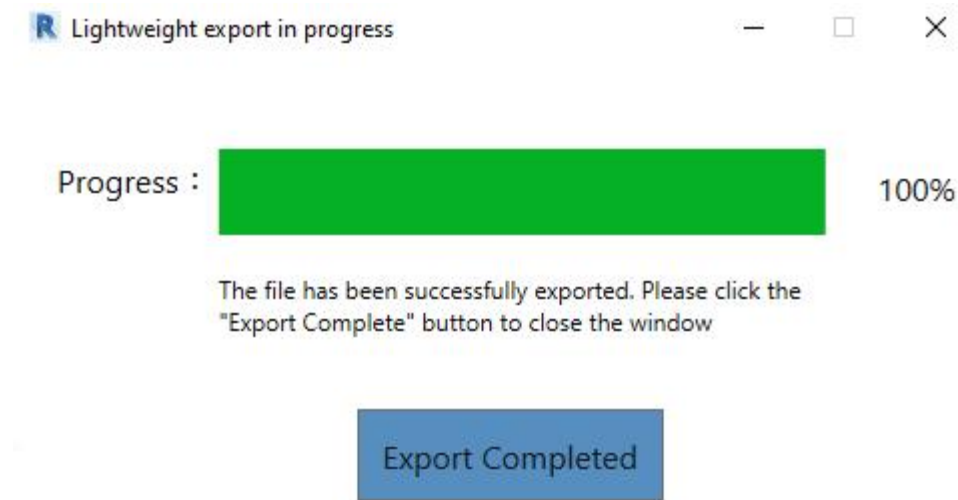 R Lightweight export in progress
Progress：
100%
The file has been successfully exported. Please click the
"Export Complete" button to close the window
Export Completed